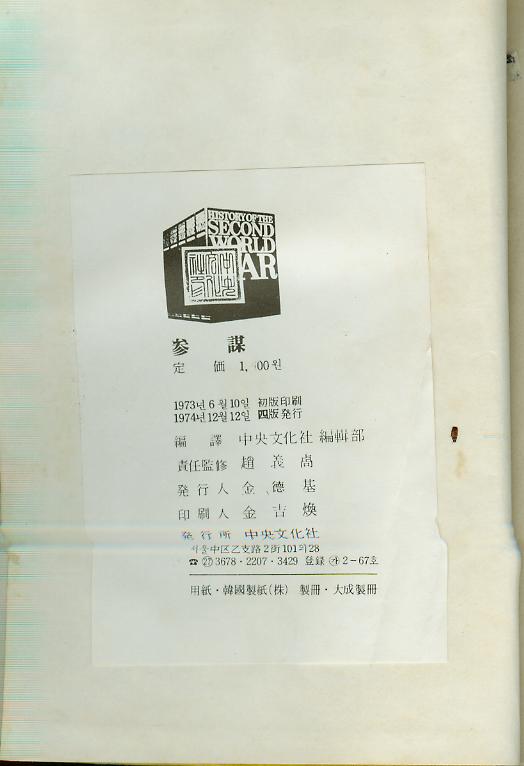 HISTORY OF THE
SECOND
WORLD
WAR
参 謀
定 価 1, 00원
1973년 6월10일 初版印刷
1974년12월12일 四版発行
編 譯 中央文化社 編輯部
責任監修 趙 義 卨
発行人 金 德 基
印刷人 金 吉 煥
発行所 中央文化社
서울中区乙支路2街101의28
☎ ㉗ 3678・2207・3429 登録 ㉮ 2-67호
用紙・韓國製紙(株) 製冊・大成製冊